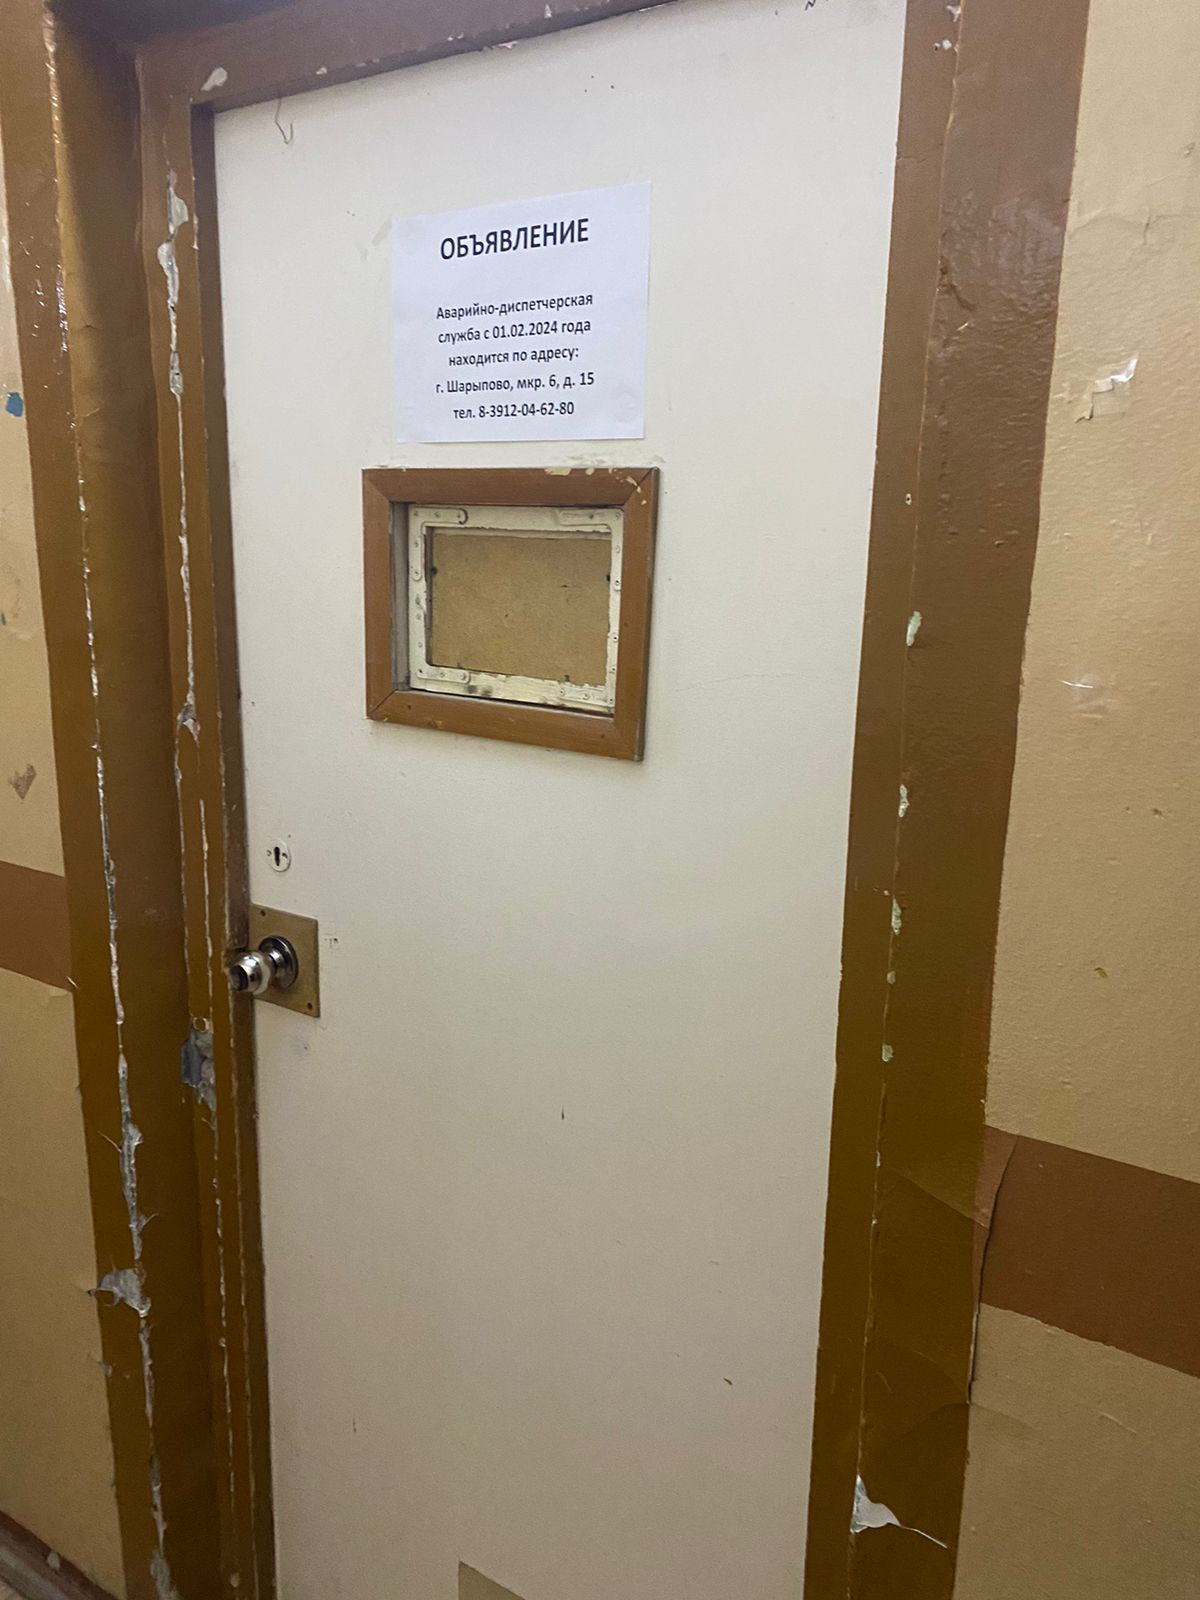 ОБЪЯВЛЕНИЕ
Аварийно-диспетчерская
служба с 01.02.2024 года
находится по адресу:
г. Шарыпово, мкр. 6, д. 15
тел. 8-3912-04-62-80